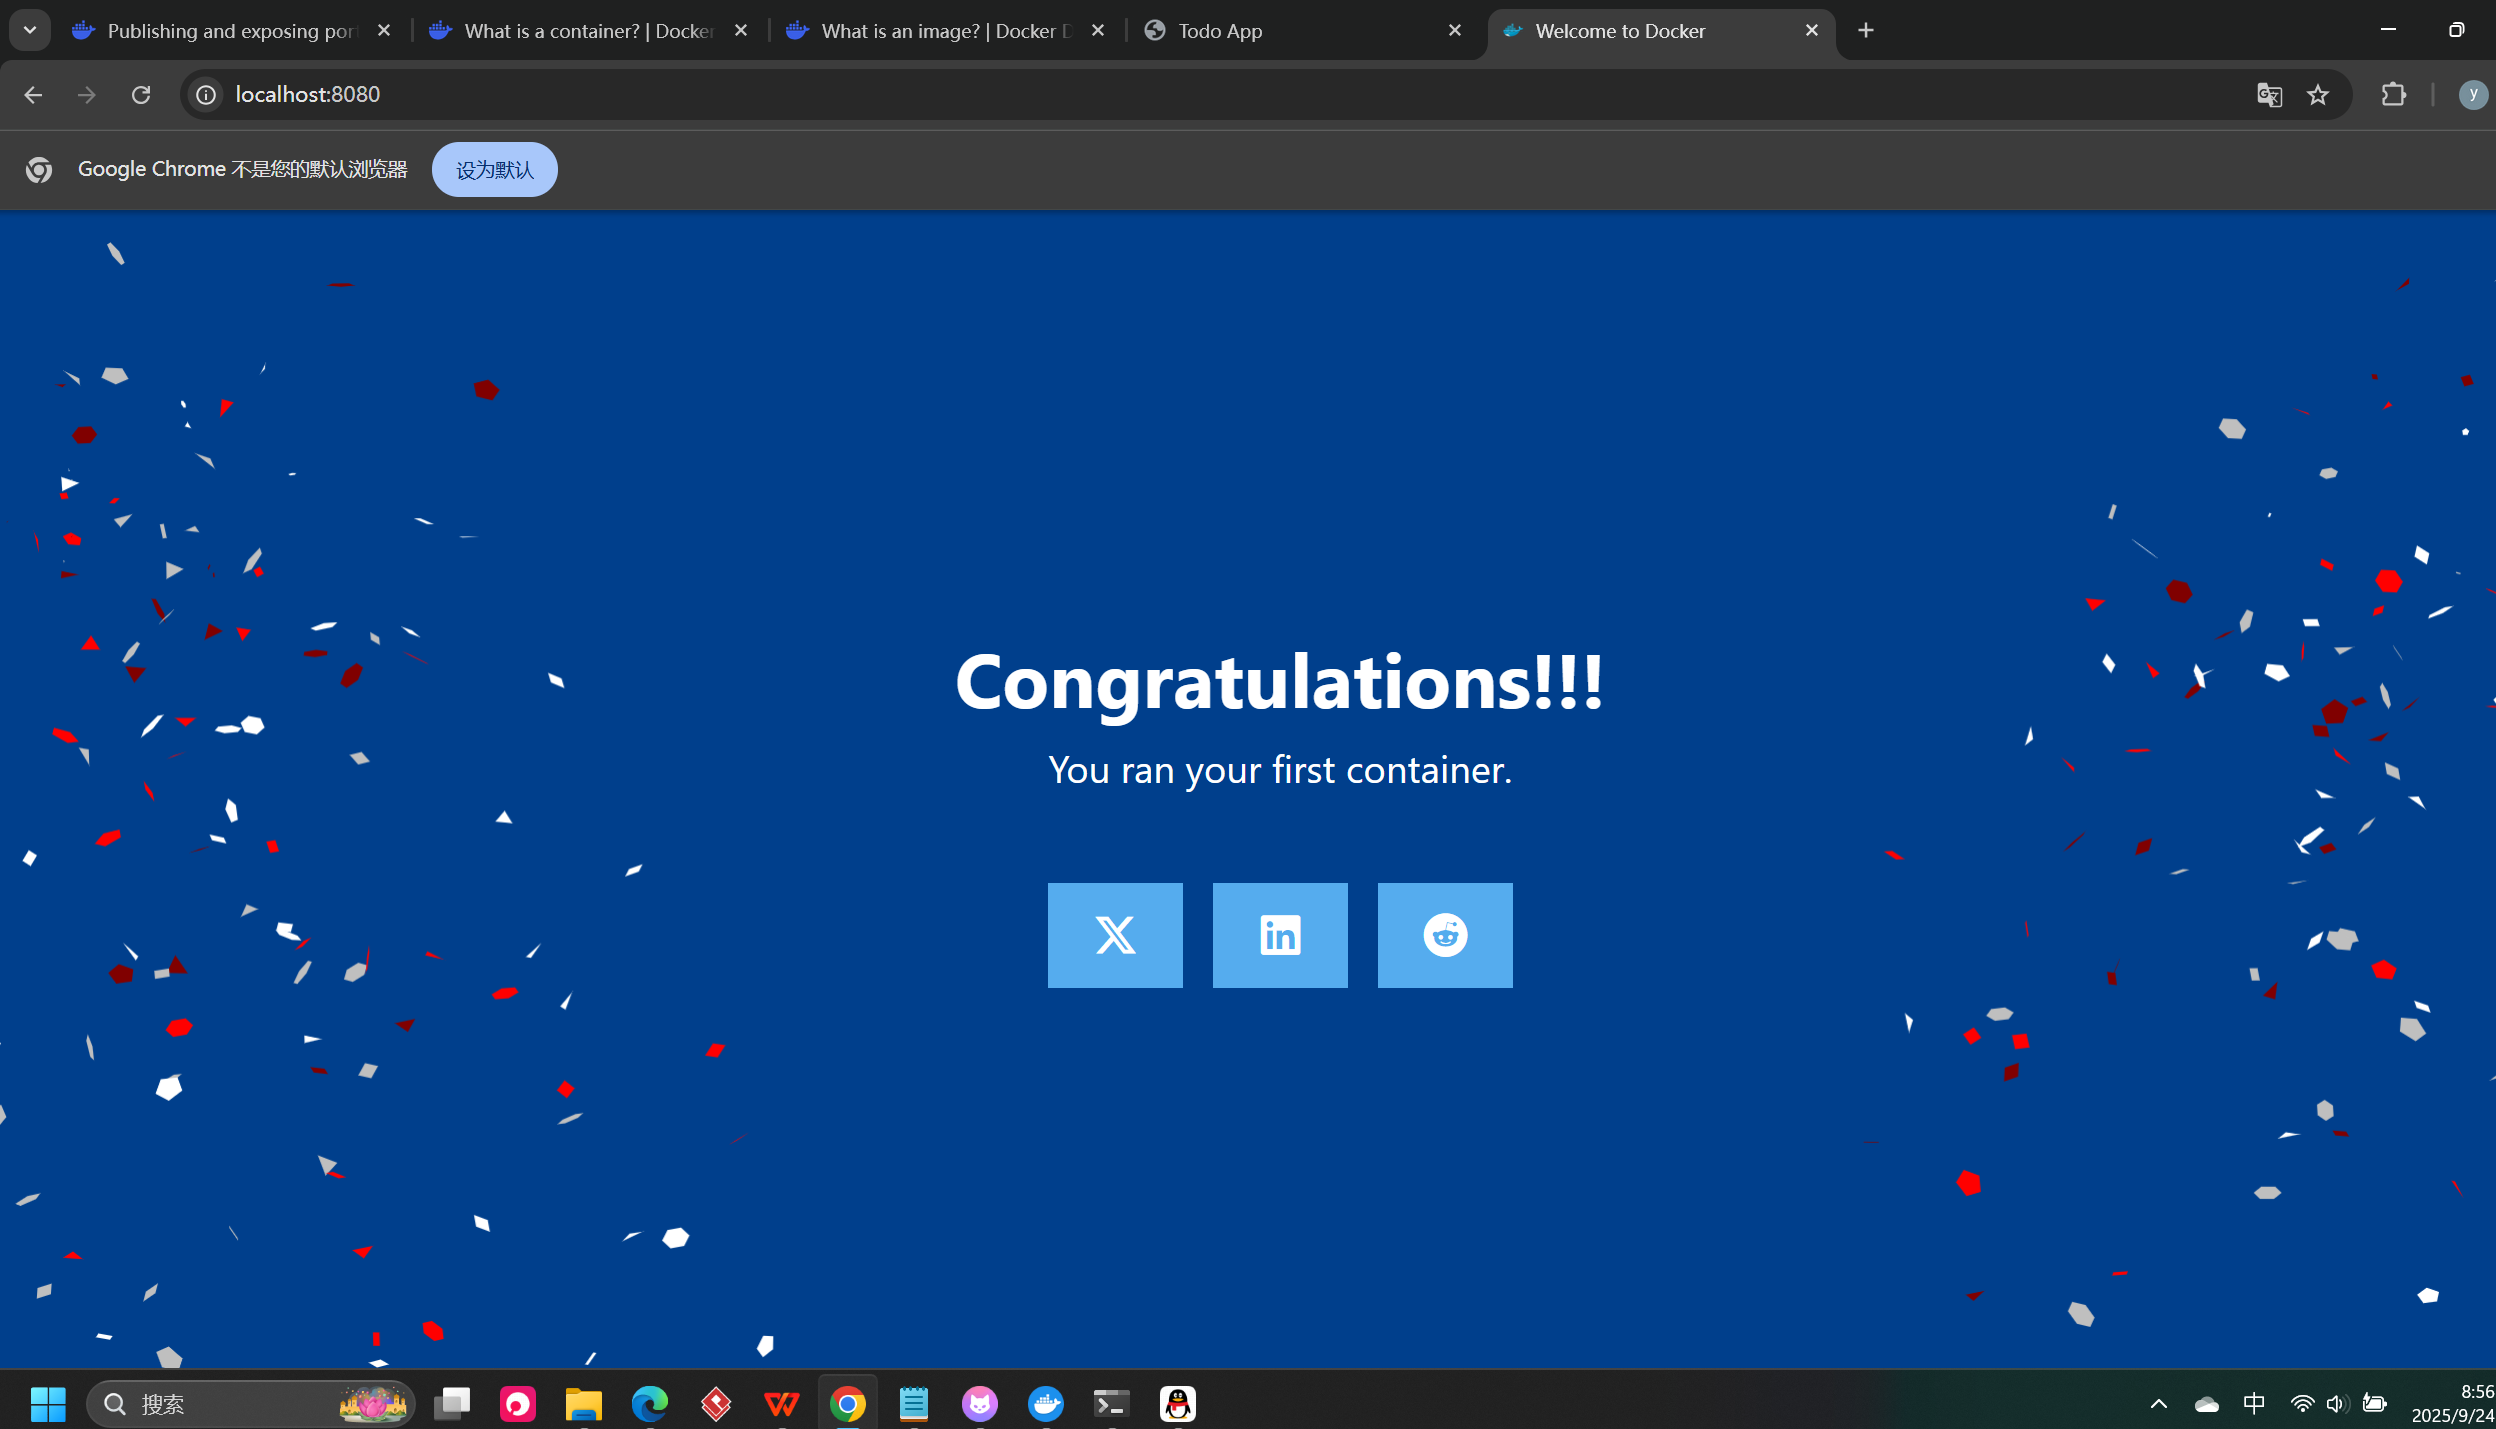 Publishing and exposing port
What is a container? | Docker
What is an image? | Docker D
Todo App
Welcome to Docker
localhost:8080
y
Google Chrome 不是您的默认浏览器
设为默认
Congratulations!!!
You ran your first container.
X
in
搜索
中
8:56
2025/9/24